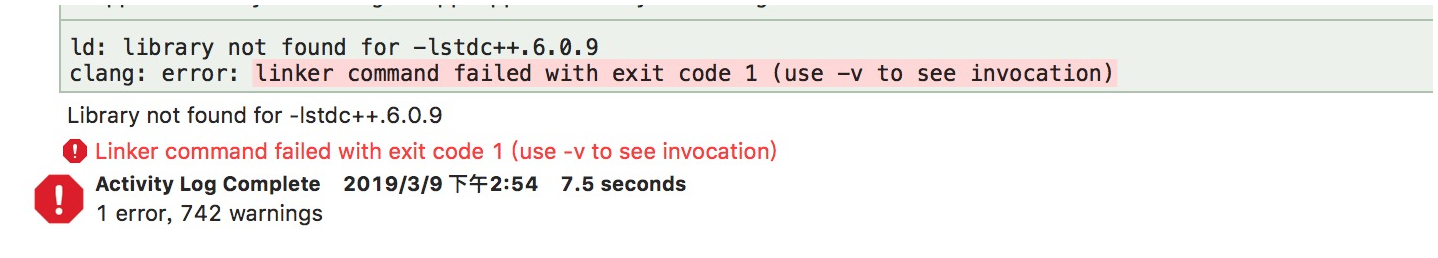 ld: library not found for -lstdc++.6.0.9
clang: error: linker command failed with exit code 1 (use -v to see invocation)
Library not found for -lstdc++.6.0.9
Linker command failed with exit code 1 (use -v to see invocation)
Activity Log Complete 2019/3/9 下午2:54 7.5 seconds
1 error, 742 warnings